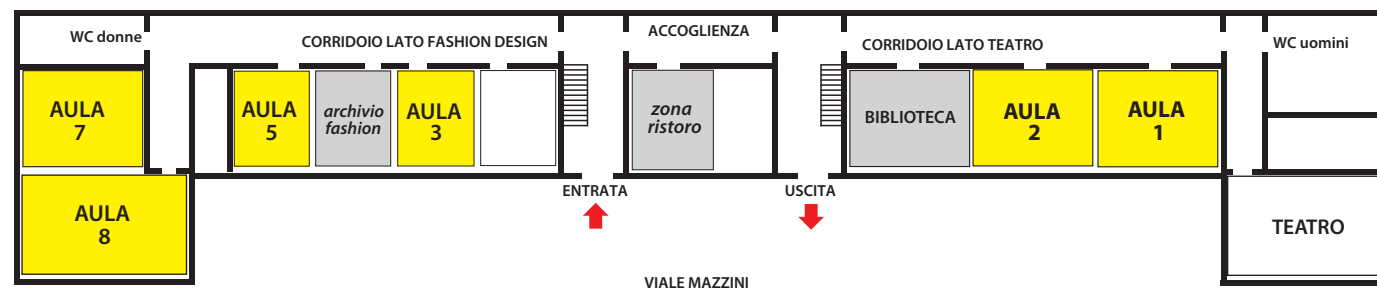 WC donne
CORRIDOIO LATO FASHION DESIGN
ACCOGLIENZA
CORRIDOIO LATO TEATRO
WC uomini
AULA
7
AULA
5
archivio
fashion
AULA
3
zona
ristoro
BIBLIOTECA
AULA
2
AULA
1
AULA
8
ENTRATA
USCITA
TEATRO
VIALE MAZZINI